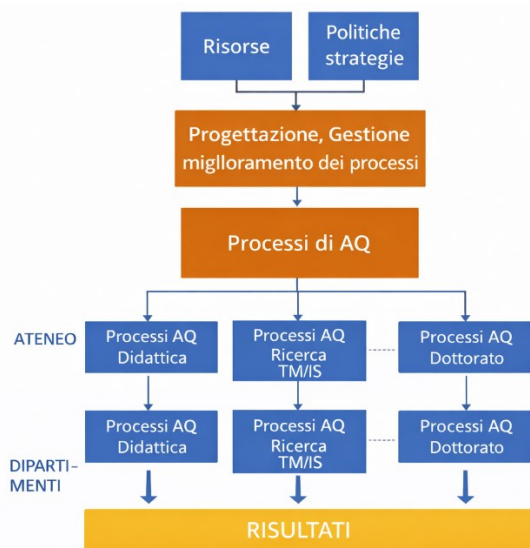 Risorse
Politiche
strategie
Progettazione, Gestione
miglloramento dei processi
Processi di AQ
ATENEO
Processi AQ
Didattica
Processi AQ
Ricerca
TM/IS
Processi AQ
Dottorato
Processi AQ
Didattica
Processi AQ
Ricerca
TM/IS
Processi AQ
Dottorato
DIPARTI-
MENTI
RISULTATI